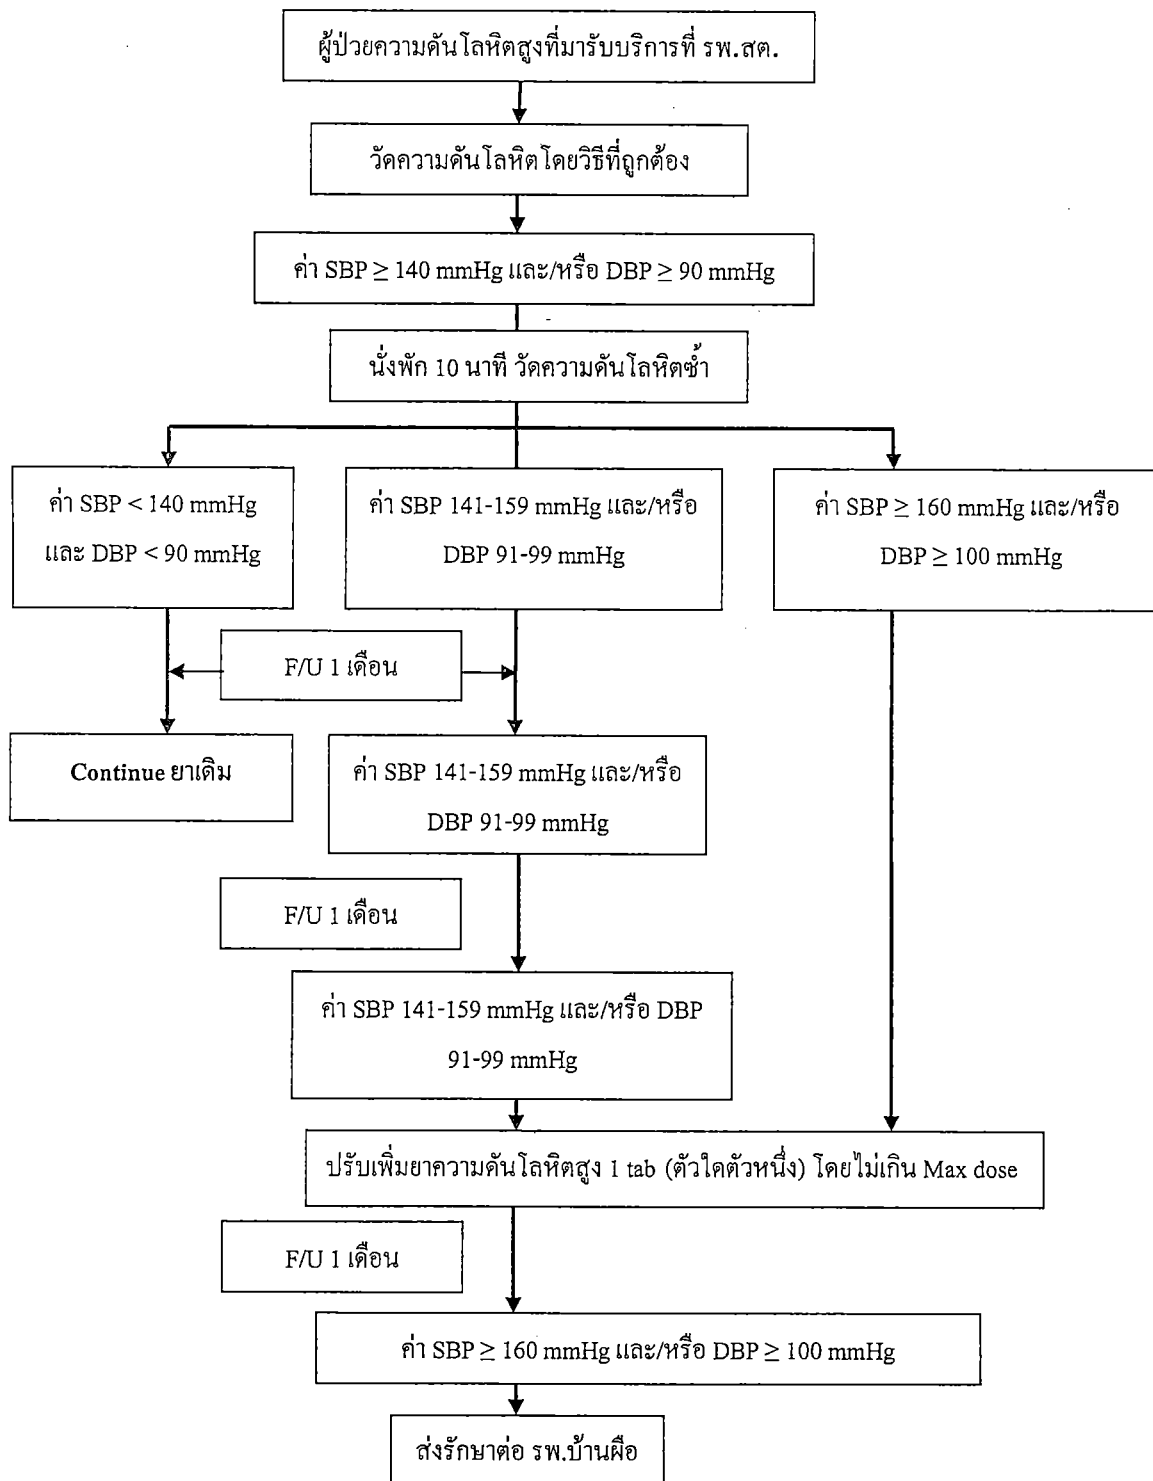 ผู้ป่วยความดันโลหิตสูงที่มารับบริการที่ รพ.สต.
วัดความดันโลหิตโดยวิธีที่ถูกต้อง
ค่า SBP ≥ 140 mmHg และ/หรือ DBP ≥ 90 mmHg
นั่งพัก 10 นาที วัดความดันโลหิตซ้ำ
ค่า SBP < 140 mmHg
และ DBP < 90 mmHg
ค่า SBP 141-159 mmHg และ/หรือ
DBP 91-99 mmHg
ค่า SBP ≥ 160 mmHg และ/หรือ
DBP ≥ 100 mmHg
F/U 1 เดือน
Continue ยาเดิม
ค่า SBP 141-159 mmHg และ/หรือ
DBP 91-99 mmHg
F/U 1 เดือน
ค่า SBP 141-159 mmHg และ/หรือ DBP
91-99 mmHg
ปรับเพิ่มยาความดันโลหิตสูง 1 tab (ตัวใดตัวหนึ่ง) โดยไม่เกิน Max dose
F/U 1 เดือน
ค่า SBP ≥ 160 mmHg และ/หรือ DBP ≥ 100 mmHg
ส่งรักษาต่อ รพ.บ้านผือ